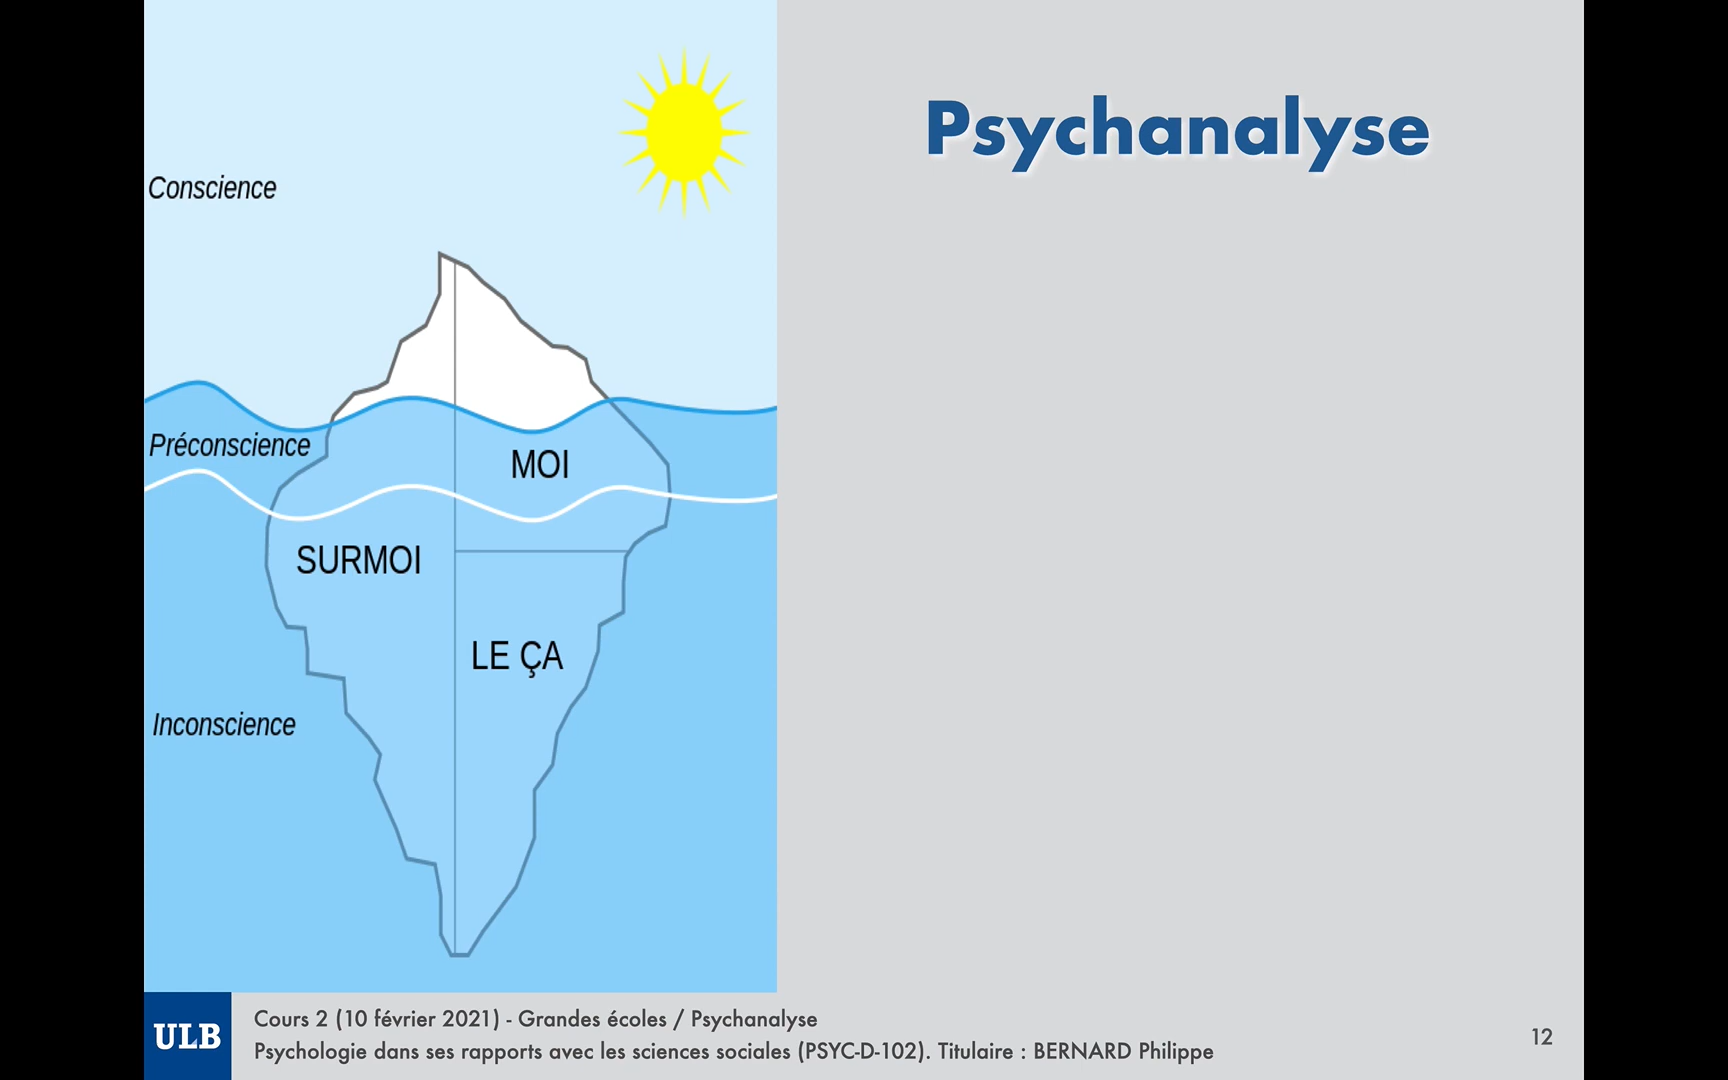 Psychanalyse
Conscience
Préconscience
MOI
SURMOI
LE ÇA
Inconscience
ULB
Cours 2 (10 février 2021) - Grandes écoles / Psychanalyse
Psychologie dans ses rapports avec les sciences sociales (PSYC-D-102). Titulaire : BERNARD Philippe
12